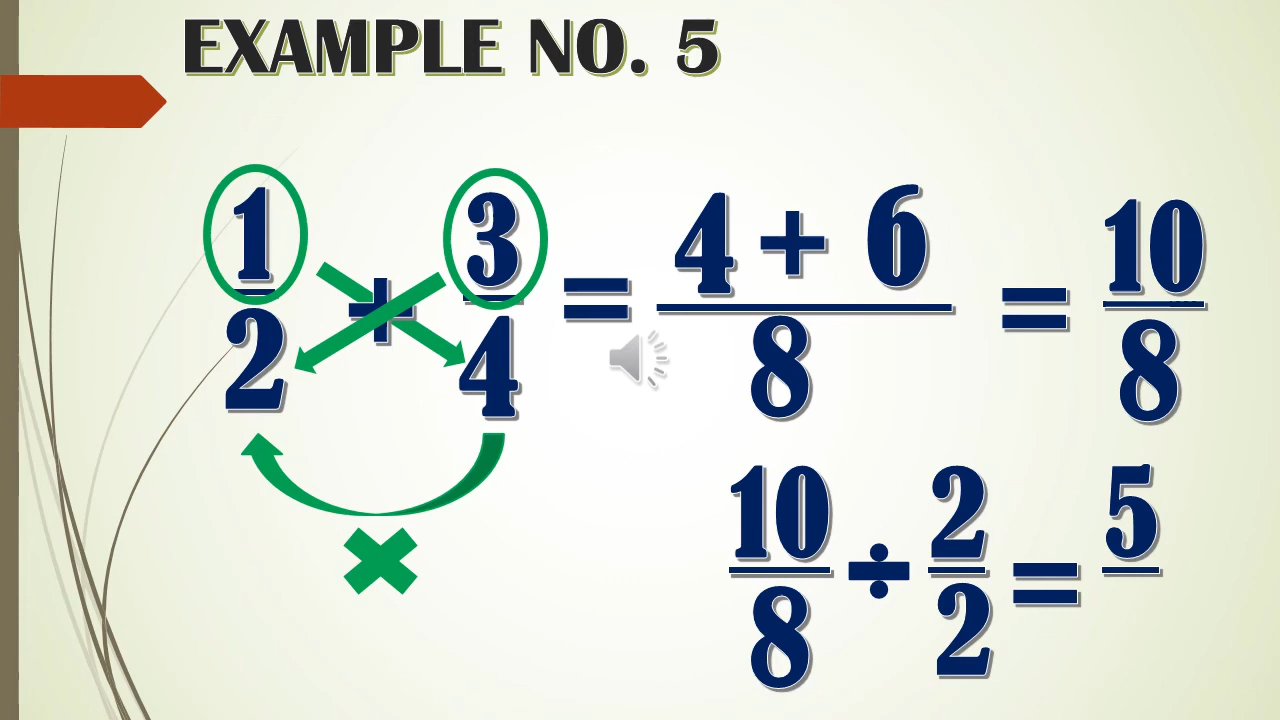 EXAMPLE NO. 5
1/2 + 3/4 = (4 + 6)/8 = 10/8
10/8 ÷ 2/2 = 5/